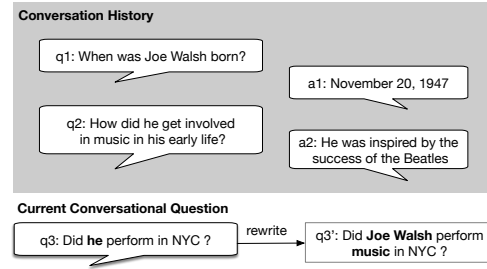 Conversation History
q1: When was Joe Walsh born?
a1: November 20, 1947
q2: How did he get involved
in music in his early life?
a2: He was inspired by the
success of the Beatles
Current Conversational Question
q3: Did he perform in NYC ?
rewrite
q3': Did Joe Walsh perform
music in NYC ?